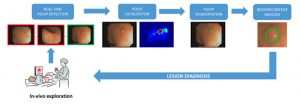 REAL-TIME
POLYP DETECTION
POLYP
LOCALIZATION
POLYP
SEGMENTATION
REGION CONTENT
ANALYSIS
LESION DIAGNOSIS
In-vivo exploration